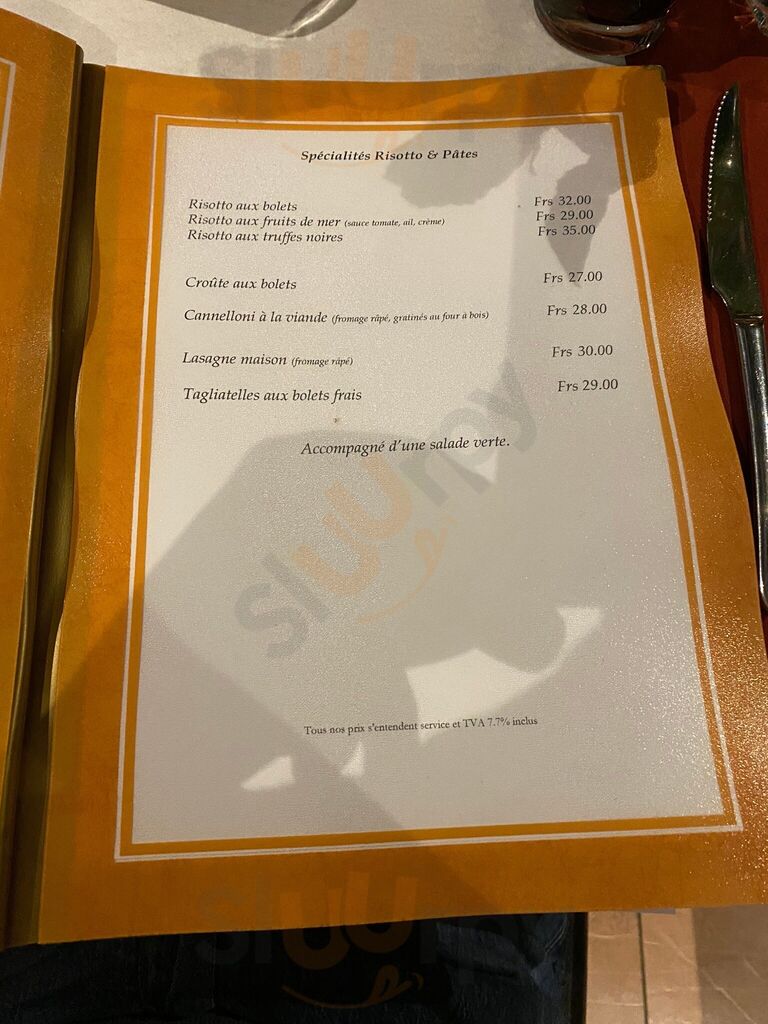 Spécialités Risotto & Pâtes
Risotto aux bolets Frs 32.00
Risotto aux fruits de mer (sauce tomate, ail, crème) Frs 29.00
Risotto aux truffes noires Frs 35.00
Croûte aux bolets Frs 27.00
Cannelloni à la viande (fromage râpé, gratinés au four à bois) Frs 28.00
Lasagne maison (fromage râpé) Frs 30.00
Tagliatelles aux bolets frais Frs 29.00
Accompagné d'une salade verte.
sluurpy
Tous nos prix s'entendent service et TVA 7.7% inclus
sluurpy